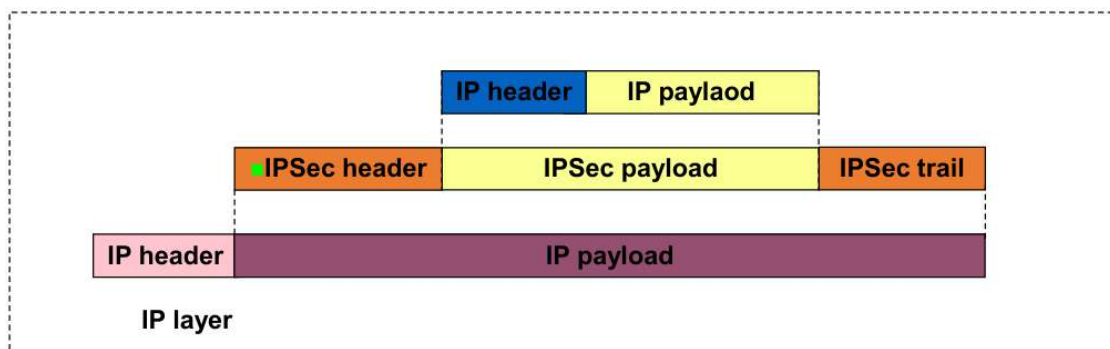 IP header IP paylaod
IPSec header IPSec payload IPSec trail
IP header IP payload
IP layer